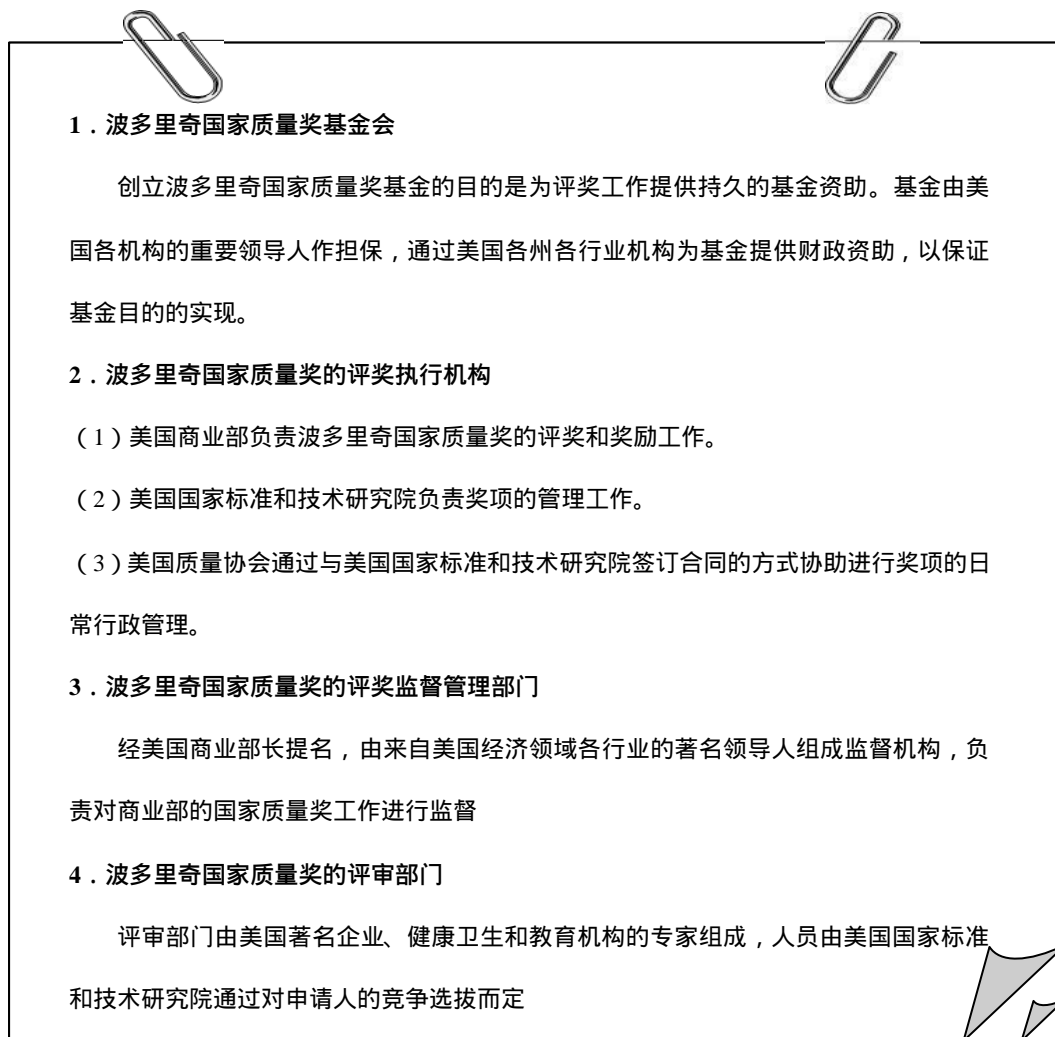 1．波多里奇国家质量奖基金会
创立波多里奇国家质量奖基金的目的是为评奖工作提供持久的基金资助。基金由美
国各机构的重要领导人作担保，通过美国各州各行业机构为基金提供财政资助，以保证
基金目的的实现。
2．波多里奇国家质量奖的评奖执行机构
（1）美国商业部负责波多里奇国家质量奖的评奖和奖励工作。
（2）美国国家标准和技术研究院负责奖项的管理工作。
（3）美国质量协会通过与美国国家标准和技术研究院签订合同的方式协助进行奖项的日
常行政管理。
3．波多里奇国家质量奖的评奖监督管理部门
经美国商业部长提名，由来自美国经济领域各行业的著名领导人组成监督机构，负
责对商业部的国家质量奖工作进行监督
4．波多里奇国家质量奖的评审部门
评审部门由美国著名企业、健康卫生和教育机构的专家组成，人员由美国国家标准
和技术研究院通过对申请人的竞争选拔而定